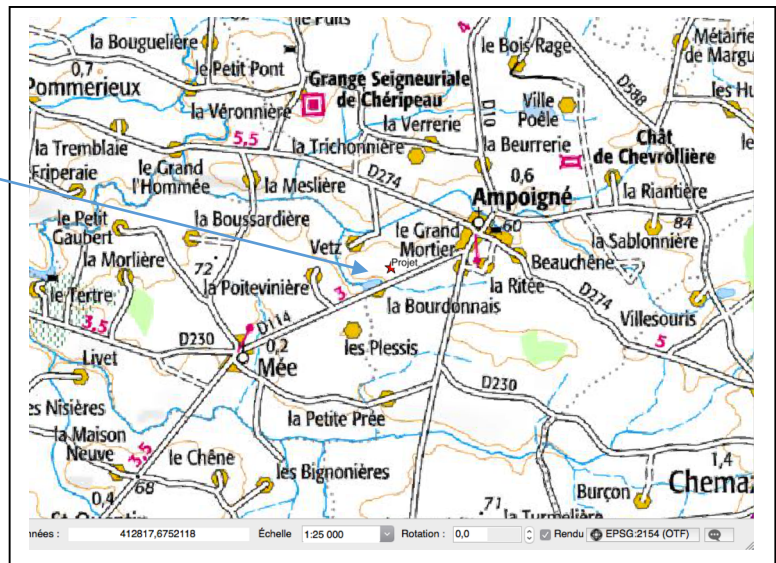 la Bouguelière
le Bois Rage
Métairie
de Margu
0,7
le Petit Pont
Pommerieux
Grange Seigneuriale
de Chéripeau
4
D10
D588
les Hu
Ville
Poêle
la Véronnière
la Verrerie
la Beurrerie
Chât
de Chevrollière
5,5
la Trichonnière
la Tremblaie
le Grand
l'Hommée
la Meslière
D274
0,6
Friperaie
Ampoigné
la Riantière
le Petit
Gaubert
la Boussardière
le Grand
Mortier
60
84
Vetz
la Sablonnière
la Morlière
72
Projet
Beauchêne
la Poitevinière
3
la Ritée
le Tertre
la Bourdonnais
D274
Villesouris
3,5
D114
D230
0,2
les Plessis
5
Livet
Mée
D230
es Nisières
la Petite Prée
la Maison
Neuve
3,5
le Chêne
les Bignonières
1,4
Chemaz
0,4
68
Burçon
71
St-Quentin
la Turmelière
nnées :
412817,6752118
Échelle
1:25 000
Rotation :
0,0
Rendu
EPSG:2154 (OTF)